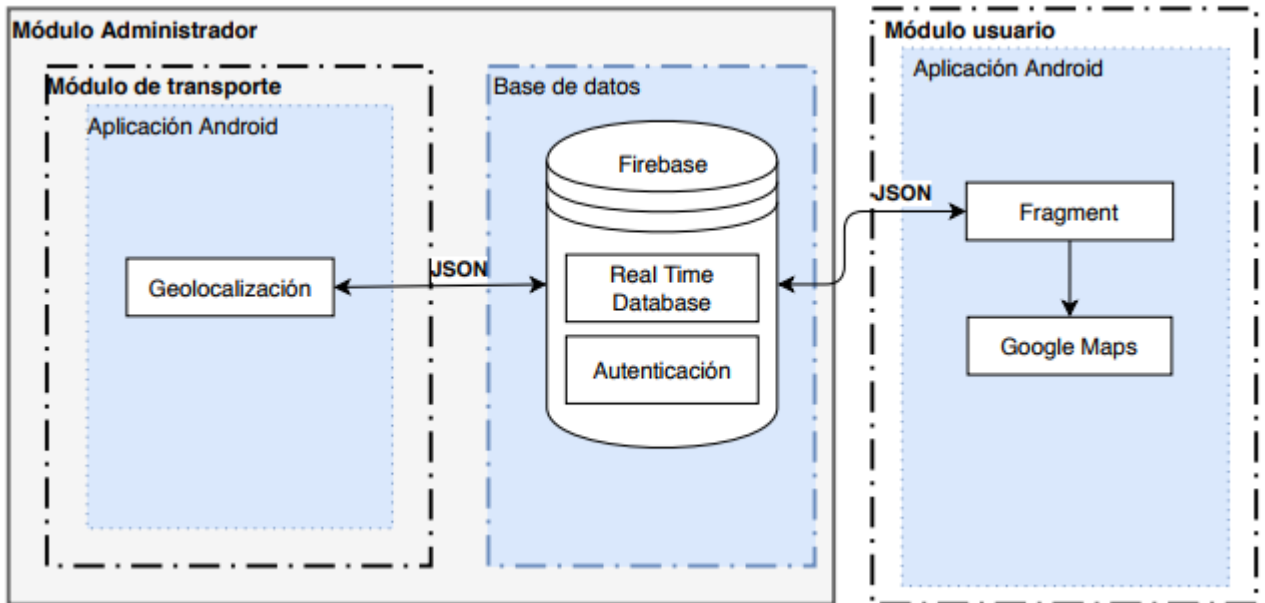 Módulo Administrador
Módulo de transporte
Aplicación Android
Geolocalización
JSON
Base de datos
Firebase
Real Time
Database
Autenticación
JSON
Módulo usuario
Aplicación Android
Fragment
Google Maps